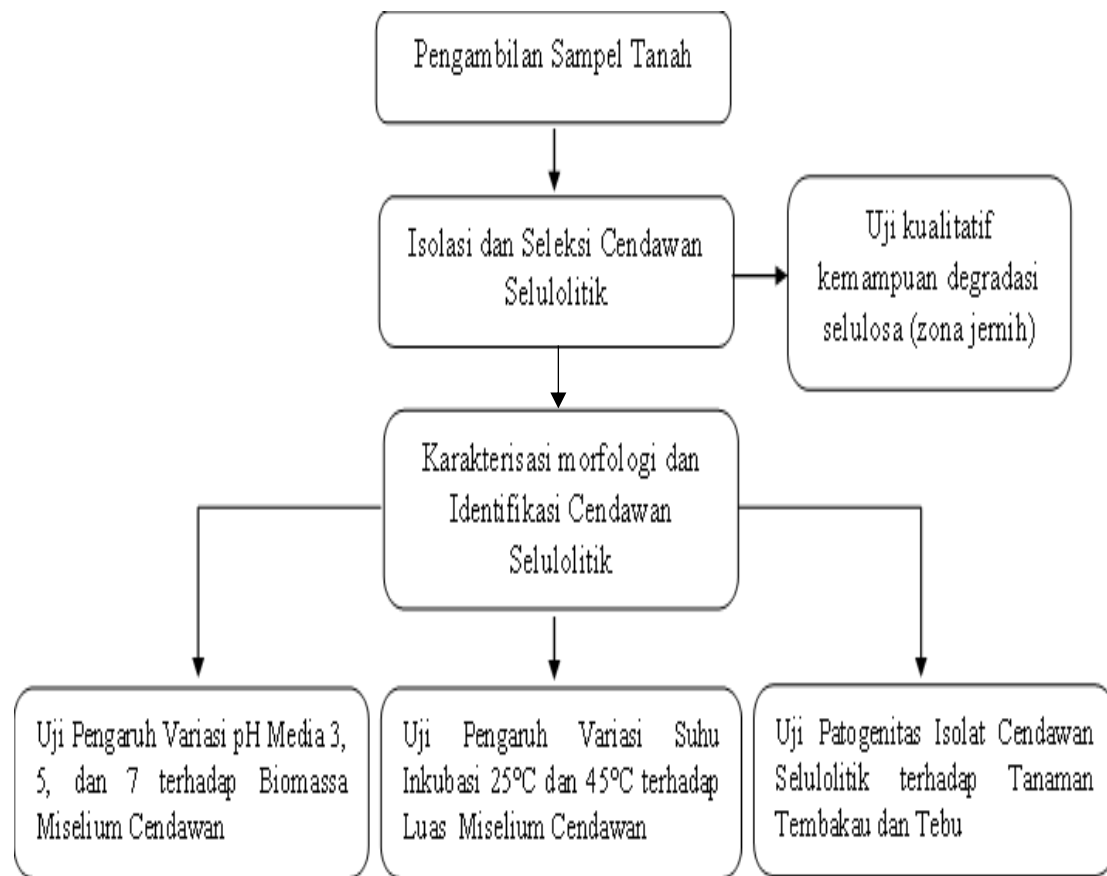 Pengambilan Sampel Tanah
Isolasi dan Seleksi Cendawan
Selulolitik
Uji kualitatif
kemampuan degradasi
selulosa (zona jernih)
Karakterisasi morfologi dan
Identifikasi Cendawan
Selulolitik
Uji Pengaruh Variasi pH Media 3,
5, dan 7 terhadap Biomassa
Miselium Cendawan
Uji Pengaruh Variasi Suhu
Inkubasi 25°C dan 45°C terhadap
Luas Miselium Cendawan
Uji Patogenitas Isolat Cendawan
Selulolitik terhadap Tanaman
Tembakau dan Tebu